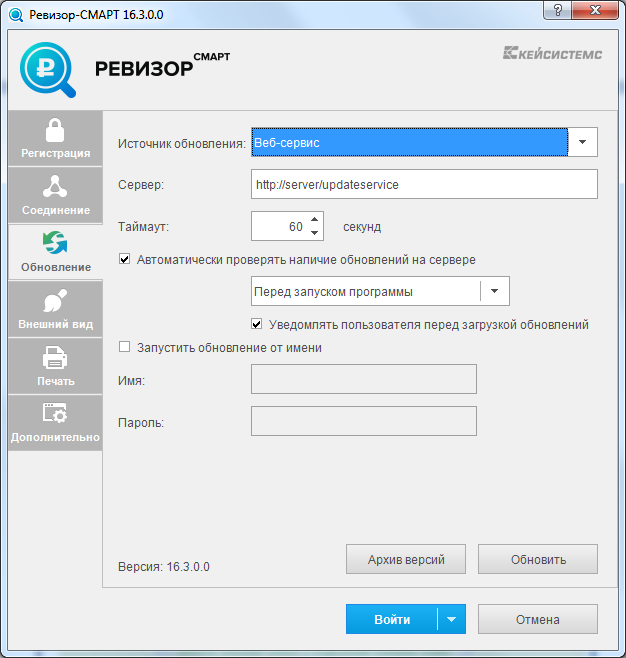 Ревизор-СМАРТ 16.3.0.0
РЕВИЗОР СМАРТ
КЕЙСИСТЕМС
Регистрация
Соединение
Обновление
Внешний вид
Печать
Дополнительно
Источник обновления: Веб-сервис
Сервер: http://server/updateservice
Таймаут: 60 секунд
Автоматически проверять наличие обновлений на сервере
Перед запуском программы
Уведомлять пользователя перед загрузкой обновлений
Запустить обновление от имени
Имя:
Пароль:
Версия: 16.3.0.0
Архив версий
Обновить
Войти
Отмена